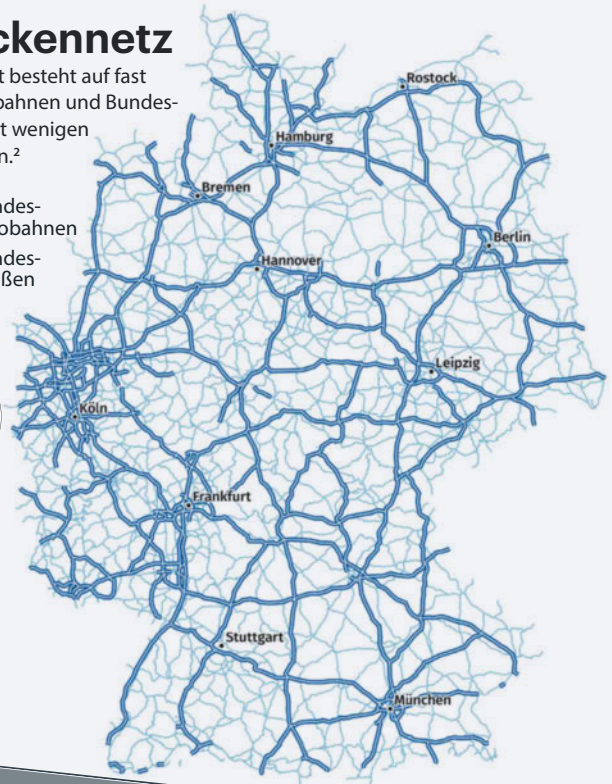 ckennetz
t besteht auf fast
bahnen und Bundes-
t wenigen
n.²
ndes-
obahnen
ndes-
ßen
Rostock
Hamburg
Bremen
Berlin
Hannover
Leipzig
Köln
Frankfurt
Stuttgart
München